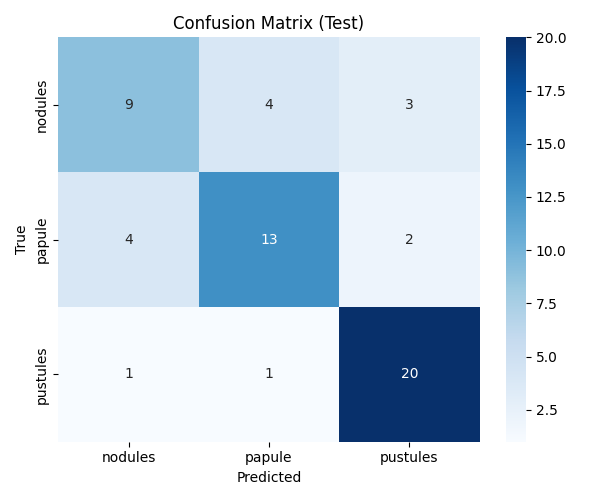 Confusion Matrix (Test)
nodules 9 4 3
papule 4 13 2
pustules 1 1 20
nodules papule pustules
Predicted
True
20.0
17.5
15.0
12.5
10.0
7.5
5.0
2.5